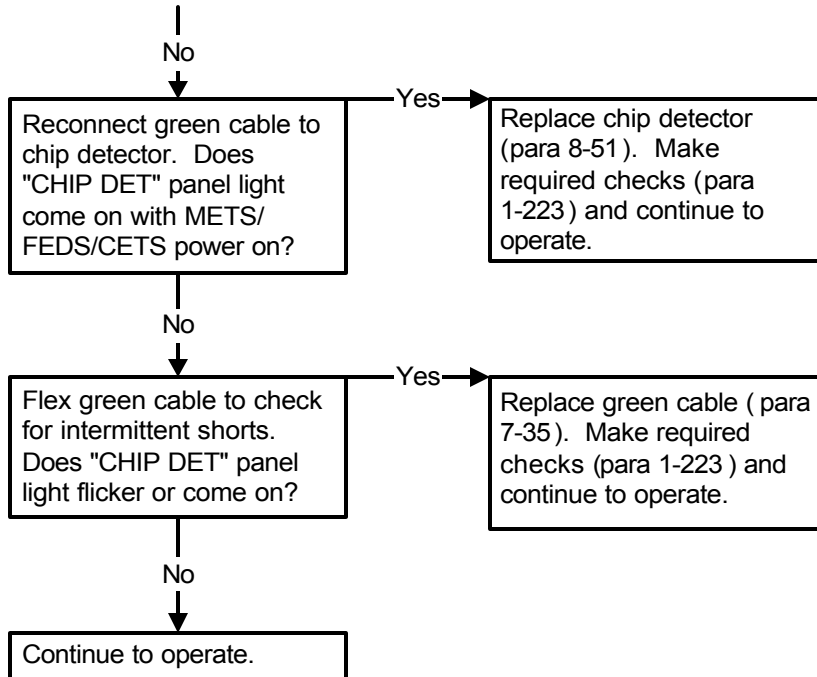 No
Reconnect green cable to
chip detector. Does
"CHIP DET" panel light
come on with METS/
FEDS/CETS power on?
Yes
Replace chip detector
(para 8-51). Make
required checks (para
1-223) and continue to
operate.
No
Flex green cable to check
for intermittent shorts.
Does "CHIP DET" panel
light flicker or come on?
Yes
Replace green cable ( para
7-35). Make required
checks (para 1-223 ) and
continue to operate.
No
Continue to operate.